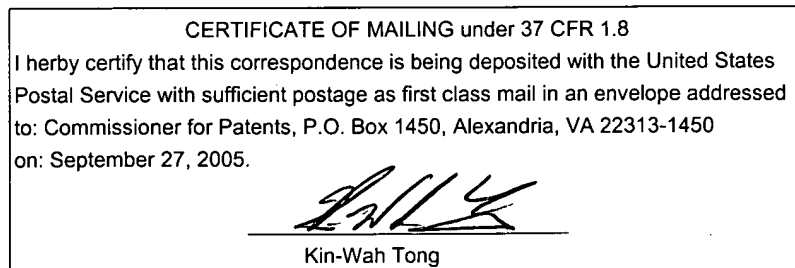 CERTIFICATE OF MAILING under 37 CFR 1.8
I herby certify that this correspondence is being deposited with the United States
Postal Service with sufficient postage as first class mail in an envelope addressed
to: Commissioner for Patents, P.O. Box 1450, Alexandria, VA 22313-1450
on: September 27, 2005.
Kin-Wah Tong